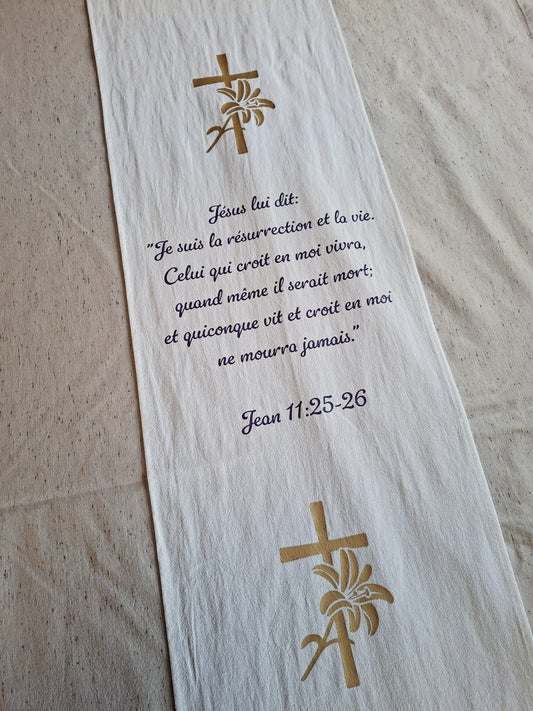 Jésus lui dit:
"Je suis la résurrection et la vie.
Celui qui croit en moi vivra,
quand même il serait mort;
et quiconque vit et croit en moi
ne mourra jamais."
Jean 11:25-26